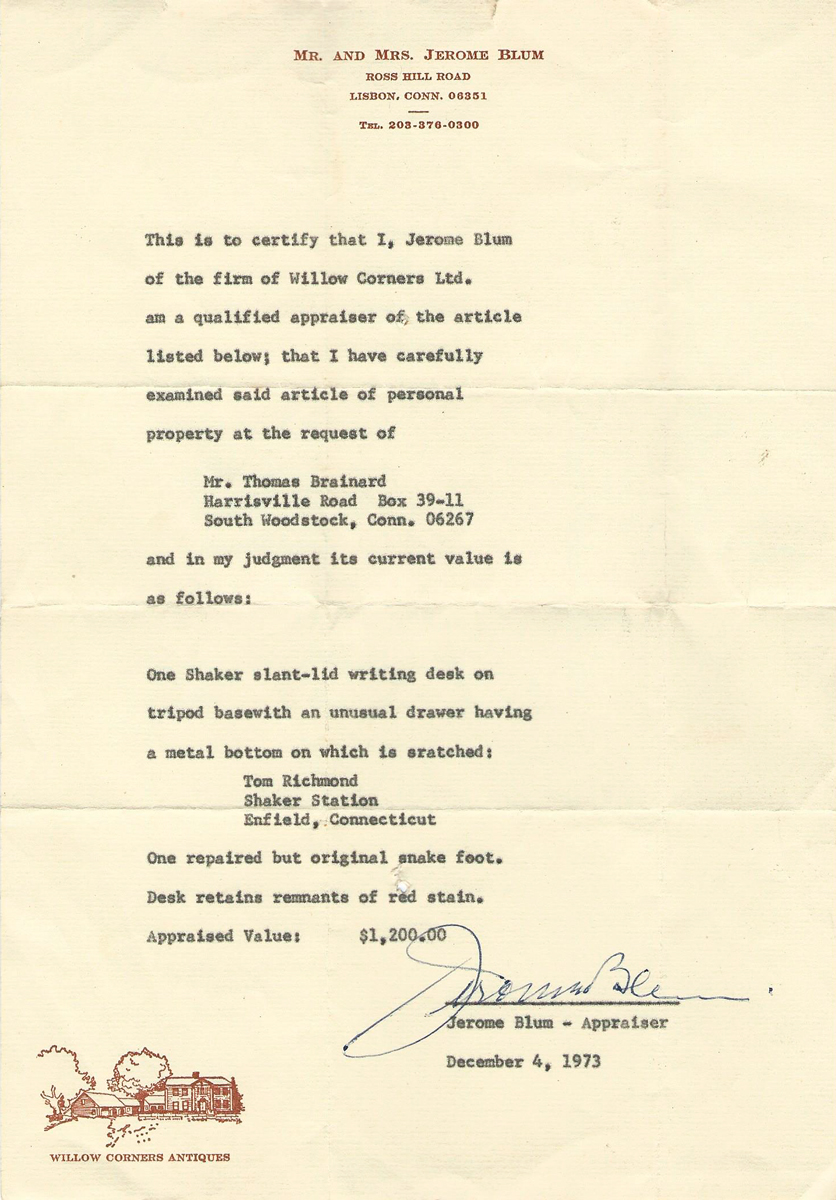 MR. AND MRS. JEROME BLUM
ROSS HILL ROAD
LISBON, CONN. 06351
TEL. 203-376-0300
This is to certify that I, Jerome Blum
of the firm of Willow Corners Ltd.
am a qualified appraiser of the article
listed below; that I have carefully
examined said article of personal
property at the request of
Mr. Thomas Brainard
Harrisville Road Box 39-11
South Woodstock, Conn. 06267
and in my judgment its current value is
as follows:
One Shaker slant-lid writing desk on
tripod basewith an unusual drawer having
a metal bottom on which is sratched:
Tom Richmond
Shaker Station
Enfield, Connecticut
One repaired but original snake foot.
Desk retains remnants of red stain.
Appraised Value: $1,200.00
Jerome Blum
Jerome Blum - Appraiser
December 4, 1973
WILLOW CORNERS ANTIQUES